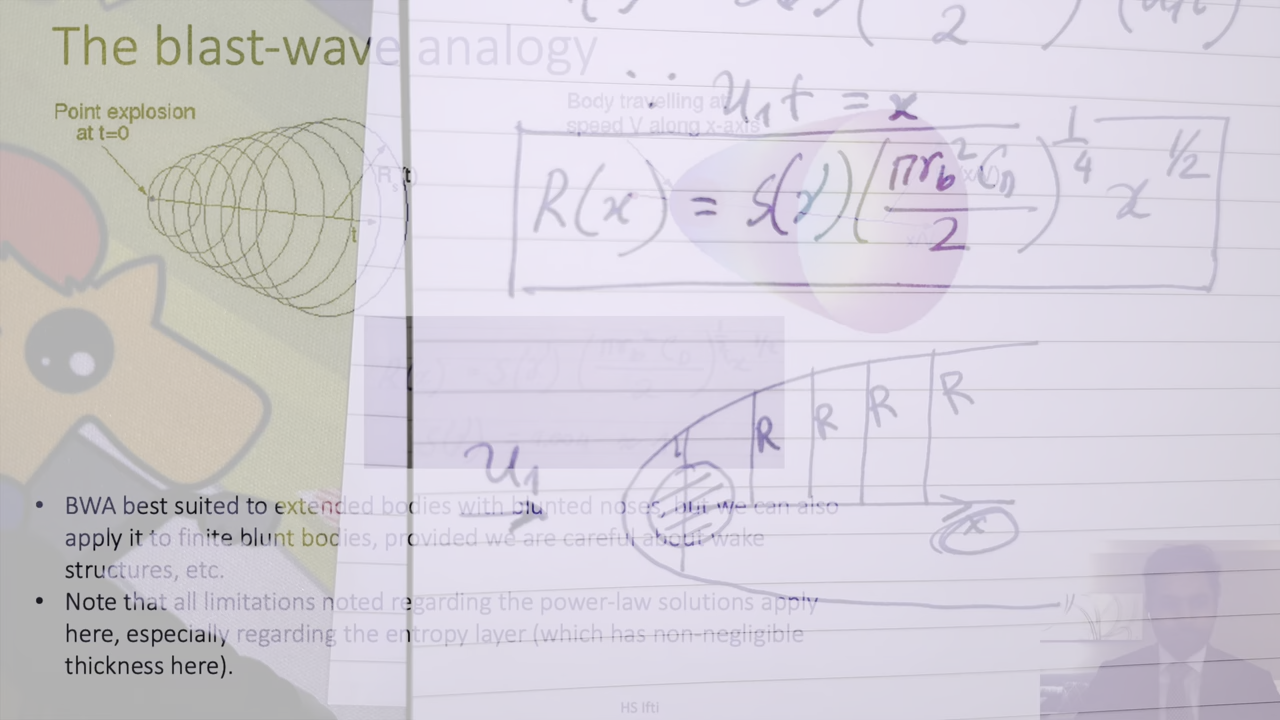 The blast-wave analogy
Point explosion
at t=0
Body travelling at
speed V along x-axis
t
u₁t = x
R(x) = S(γ) (πr_b² C_D / 2)^1/4 x^1/2
R R R R
u₁
x
• BWA best suited to extended bodies with blunted noses, but we can also
apply it to finite blunt bodies, provided we are careful about wake
structures, etc.
• Note that all limitations noted regarding the power-law solutions apply
here, especially regarding the entropy layer (which has non-negligible
thickness here).
HS Ifti